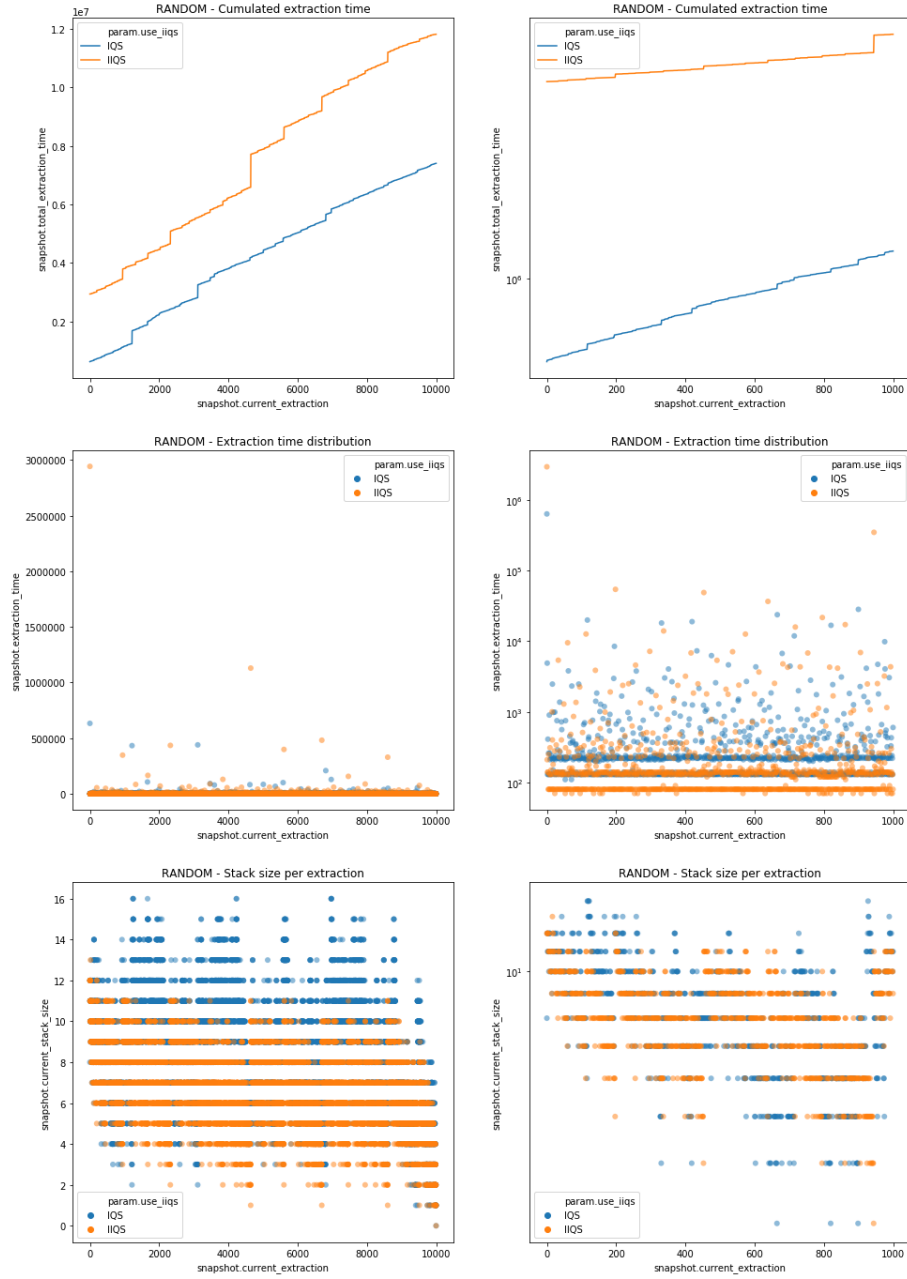 RANDOM - Cumulated extraction time
1e7
param.use_iiqs
IQS
IIQS
1.2
1.0
0.8
0.6
0.4
0.2
snapshot.total_extraction_time
0 2000 4000 6000 8000 10000
snapshot.current_extraction
RANDOM - Cumulated extraction time
param.use_iiqs
IQS
IIQS
10^6
snapshot.total_extraction_time
0 200 400 600 800 1000
snapshot.current_extraction
RANDOM - Extraction time distribution
param.use_iiqs
IQS
IIQS
3000000
2500000
2000000
1500000
1000000
500000
0
snapshot.extraction_time
0 2000 4000 6000 8000 10000
snapshot.current_extraction
RANDOM - Extraction time distribution
param.use_iiqs
IQS
IIQS
10^6
10^5
10^4
10^3
10^2
snapshot.extraction_time
0 200 400 600 800 1000
snapshot.current_extraction
RANDOM - Stack size per extraction
16
14
12
10
8
6
4
2
0
snapshot.current_stack_size
param.use_iiqs
IQS
IIQS
0 2000 4000 6000 8000 10000
snapshot.current_extraction
RANDOM - Stack size per extraction
10^1
snapshot.current_stack_size
param.use_iiqs
IQS
IIQS
0 200 400 600 800 1000
snapshot.current_extraction